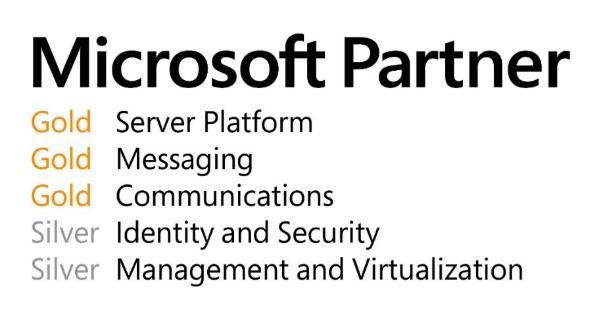 Microsoft Partner
Gold Server Platform
Gold Messaging
Gold Communications
Silver Identity and Security
Silver Management and Virtualization